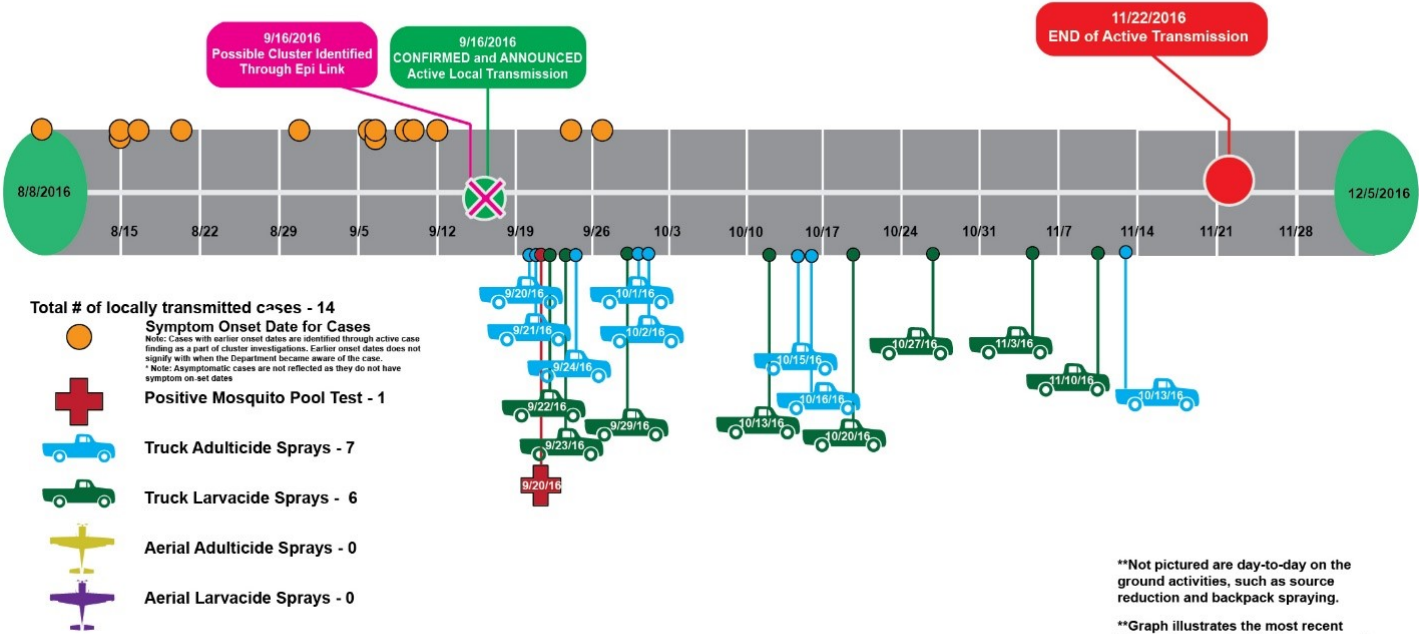 9/16/2016
Possible Cluster Identified
Through Epi Link
9/16/2016
CONFIRMED and ANNOUNCED
Active Local Transmission
11/22/2016
END of Active Transmission
8/8/2016
12/5/2016
8/15
8/22
8/29
9/5
9/12
9/19
9/26
10/3
10/10
10/17
10/24
10/31
11/7
11/14
11/21
11/28
9/20/16
9/21/16
9/24/16
9/22/16
9/23/16
9/20/16
10/1/16
10/2/16
9/29/16
10/15/16
10/16/16
10/13/16
10/20/16
10/27/16
11/3/16
11/10/16
10/13/16
Total # of locally transmitted cases - 14
Symptom Onset Date for Cases
Note: Cases with earlier onset dates are identified through active case
finding as a part of cluster investigations. Earlier onset dates does not
signify with when the Department became aware of the case.
* Note: Asymptomatic cases are not reflected as they do not have
symptom on-set dates
Positive Mosquito Pool Test - 1
Truck Adulticide Sprays - 7
Truck Larvacide Sprays - 6
Aerial Adulticide Sprays - 0
Aerial Larvacide Sprays - 0
**Not pictured are day-to-day on the
ground activities, such as source
reduction and backpack spraying.
**Graph illustrates the most recent